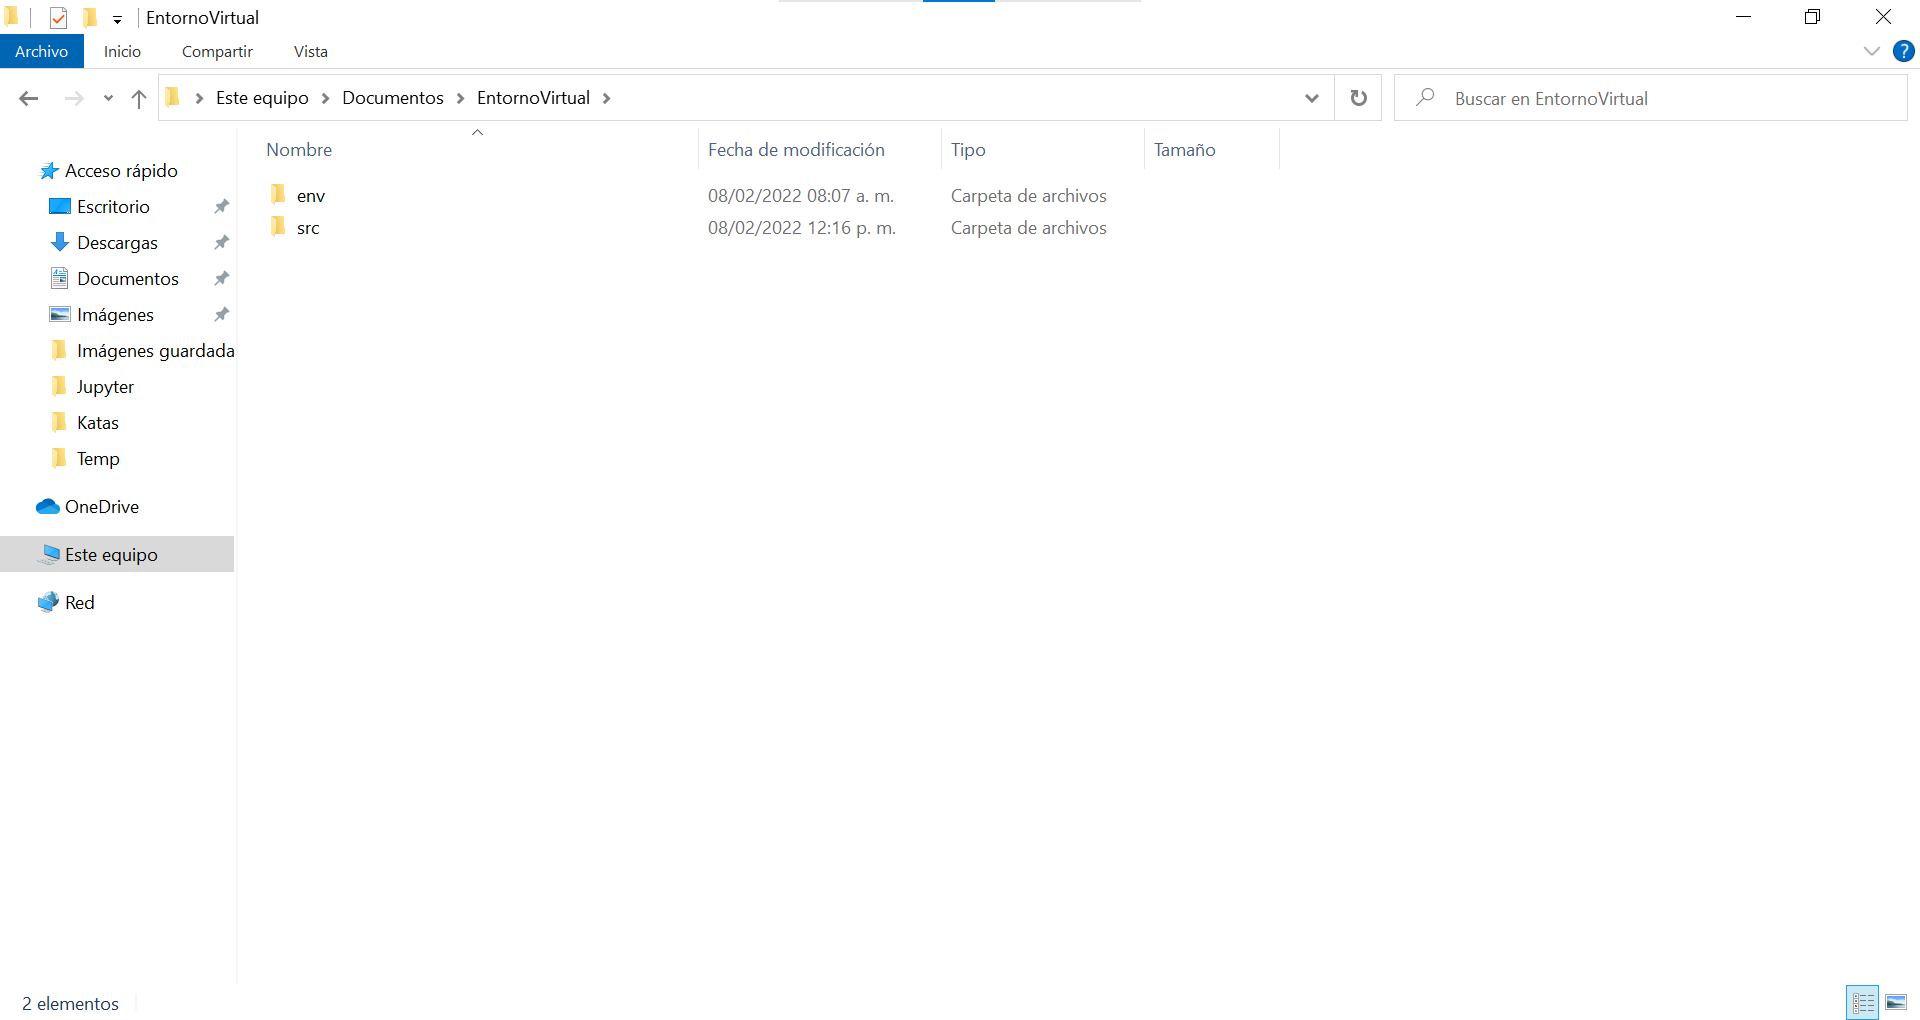 EntornoVirtual
Archivo Inicio Compartir Vista ?
Este equipo Documentos EntornoVirtual Buscar en EntornoVirtual
Nombre Fecha de modificación Tipo Tamaño
env 08/02/2022 08:07 a. m. Carpeta de archivos
src 08/02/2022 12:16 p. m. Carpeta de archivos
Acceso rápido
Escritorio
Descargas
Documentos
Imágenes
Imágenes guardada
Jupyter
Katas
Temp
OneDrive
Este equipo
Red
2 elementos